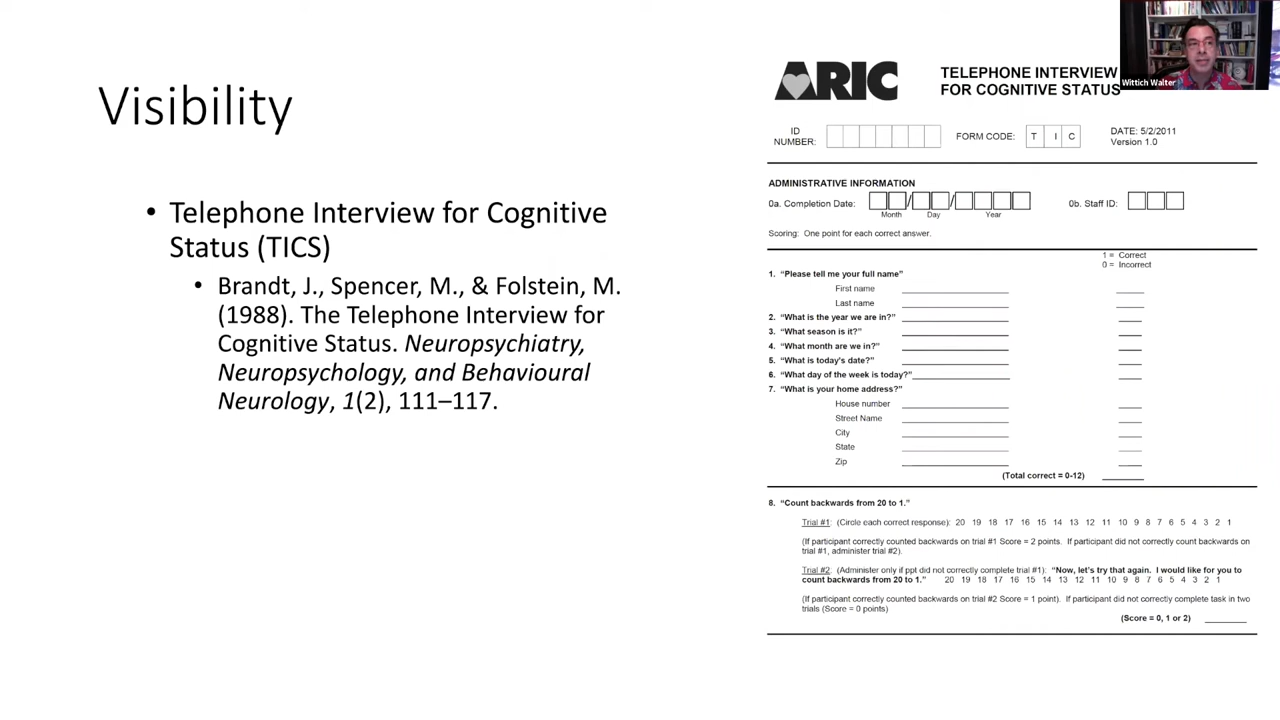 Visibility
• Telephone Interview for Cognitive
Status (TICS)
• Brandt, J., Spencer, M., & Folstein, M.
(1988). The Telephone Interview for
Cognitive Status. Neuropsychiatry,
Neuropsychology, and Behavioural
Neurology, 1(2), 111–117.
Wittich Walter
ARIC
TELEPHONE INTERVIEW
FOR COGNITIVE STATUS
ID
NUMBER:
FORM CODE: T I C
DATE: 5/2/2011
Version 1.0
ADMINISTRATIVE INFORMATION
0a. Completion Date: / /
Month Day Year
0b. Staff ID:
Scoring: One point for each correct answer.
1 = Correct
0 = Incorrect
1. “Please tell me your full name”
First name
Last name
2. “What is the year we are in?”
3. “What season is it?”
4. “What month are we in?”
5. “What is today’s date?”
6. “What day of the week is today?”
7. “What is your home address?”
House number
Street Name
City
State
Zip
(Total correct = 0-12)
8. “Count backwards from 20 to 1.”
Trial #1: (Circle each correct response): 20 19 18 17 16 15 14 13 12 11 10 9 8 7 6 5 4 3 2 1
(If participant correctly counted backwards on trial #1 Score = 2 points. If participant did not correctly count backwards on
trial #1, administer trial #2).
Trial #2: (Administer only if ppt did not correctly complete trial #1): “Now, let’s try that again. I would like for you to
count backwards from 20 to 1.” 20 19 18 17 16 15 14 13 12 11 10 9 8 7 6 5 4 3 2 1
(If participant correctly counted backwards on trial #2 Score = 1 point). If participant did not correctly complete task in two
trials (Score = 0 points)
(Score = 0, 1 or 2)